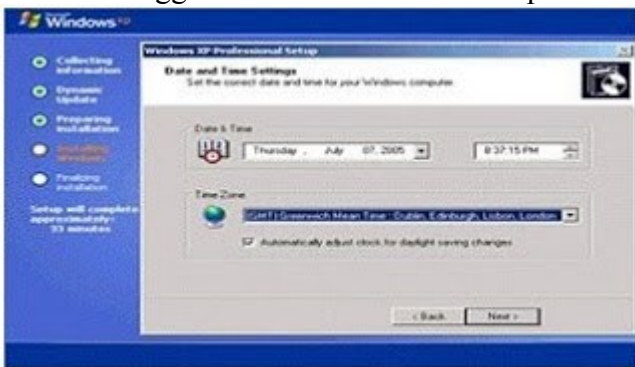 Windows xp
Collecting
information
Dynamic
Update
Preparing
installation
Installing
Windows
Finalizing
installation
Setup will complete in
approximately:
33 minutes
Windows XP Professional Setup
Date and Time Settings
Set the correct date and time for your Windows computer.
Date & Time
Thursday , July 07, 2005
8:37:15 PM
Time Zone
(GMT) Greenwich Mean Time : Dublin, Edinburgh, Lisbon, London
Automatically adjust clock for daylight saving changes
< Back
Next >